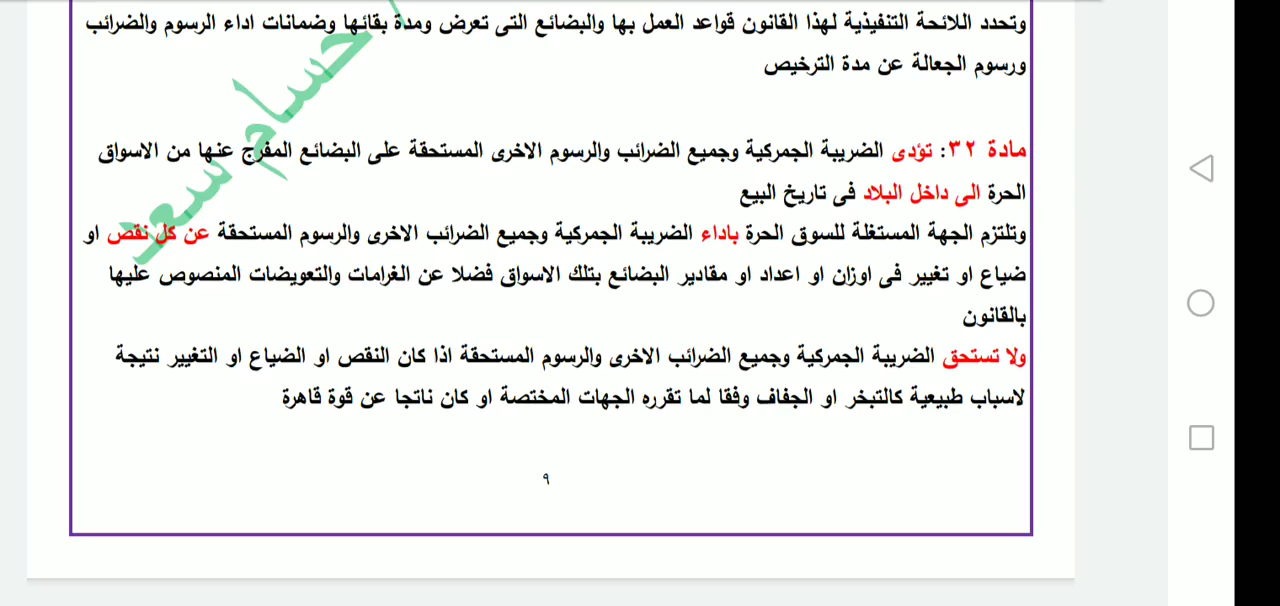 وتحدد اللائحة التنفيذية لهذا القانون قواعد العمل بها والبضائع التى تعرض ومدة بقائها وضمانات اداء الرسوم والضرائب
ورسوم الجعالة عن مدة الترخيص
مادة ٣٢: تؤدى الضريبة الجمركية وجميع الضرائب والرسوم الاخرى المستحقة على البضائع المفرج عنها من الاسواق
الحرة الى داخل البلاد فى تاريخ البيع
وتلتزم الجهة المستغلة للسوق الحرة باداء الضريبة الجمركية وجميع الضرائب الاخرى والرسوم المستحقة عن كل نقص او
ضياع او تغيير فى اوزان او اعداد او مقادير البضائع بتلك الاسواق فضلا عن الغرامات والتعويضات المنصوص عليها
بالقانون
ولا تستحق الضريبة الجمركية وجميع الضرائب الاخرى والرسوم المستحقة اذا كان النقص او الضياع او التغيير نتيجة
لاسباب طبيعية كالتبخر او الجفاف وفقا لما تقرره الجهات المختصة او كان ناتجا عن قوة قاهرة
٩
حسام سعد